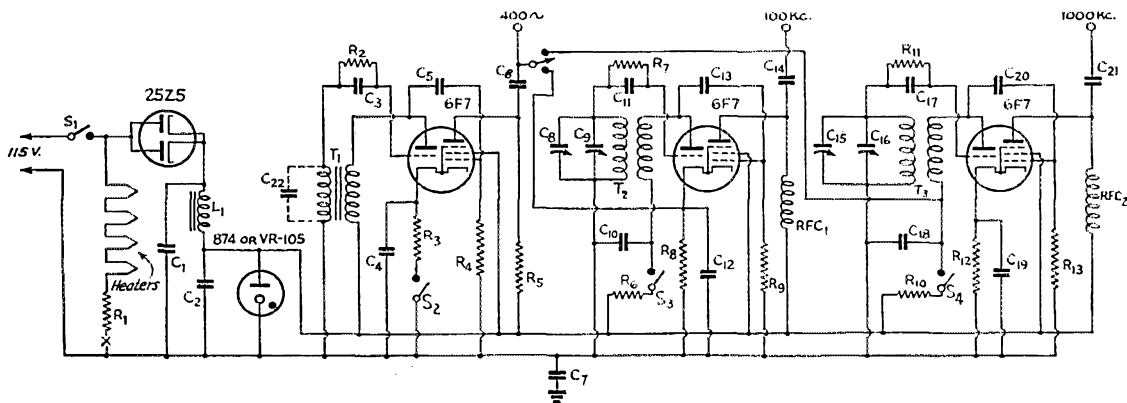 400~
100 KC.
1000 KC.
R2
C5
C3
6F7
C6
R7
C11
C13
6F7
C14
R11
C17
C20
6F7
C21
25Z5
S1
115 V.
C22
T1
C8
C9
T2
C15
C16
T3
L1
874 OR VR-105
C1
C2
Heaters
R1
C4
R3
S2
R4
R5
C10
R6
S3
R8
C12
R9
RFC1
C18
R10
S4
R12
C19
R13
RFC2
C7